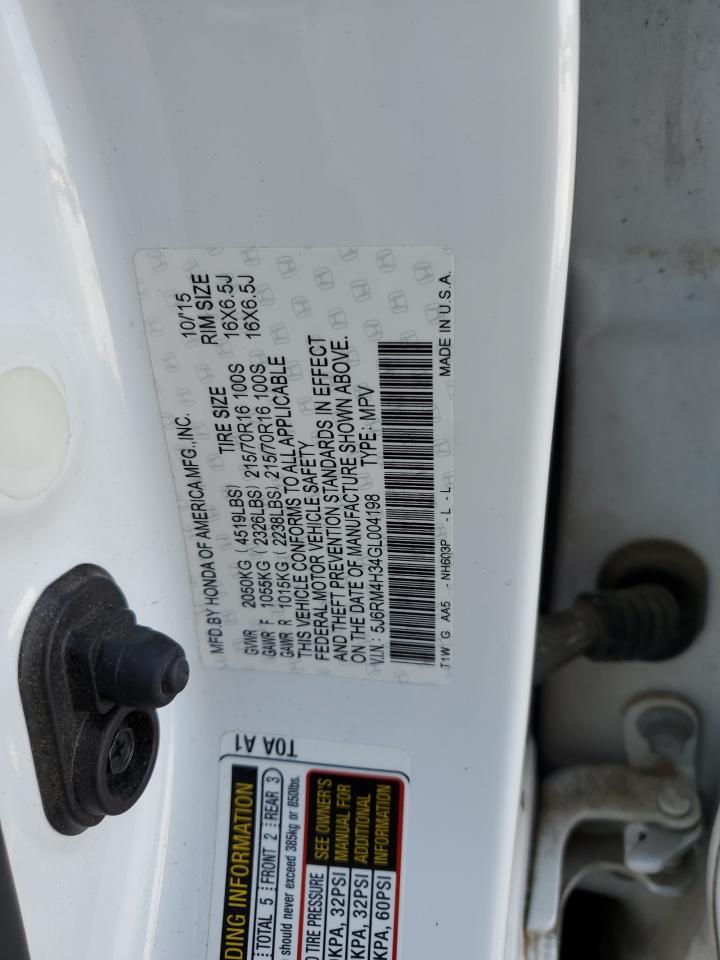 MFD.BY HONDA OF AMERICA MFG.,INC. 10/'15
TIRE SIZE RIM SIZE
GVWR 2050KG (4519LBS)
GAWR F 1055KG (2326LBS) 215/70R16 100S 16X6.5J
GAWR R 1015KG (2238LBS) 215/70R16 100S 16X6.5J
THIS VEHICLE CONFORMS TO ALL APPLICABLE
FEDERAL MOTOR VEHICLE SAFETY
AND THEFT PREVENTION STANDARDS IN EFFECT
ON THE DATE OF MANUFACTURE SHOWN ABOVE.
V.I.N.: 5J6RM4H34GL004198 TYPE: MPV
T1W G AA5 - NH603P - L - L MADE IN U.S.A.
T0A A1
DING INFORMATION
TOTAL 5 FRONT 2 REAR 3
should never exceed 385kg or 850lbs.
TIRE PRESSURE
KPA, 32PSI
KPA, 32PSI
KPA, 60PSI
SEE OWNER'S
MANUAL FOR
ADDITIONAL
INFORMATION